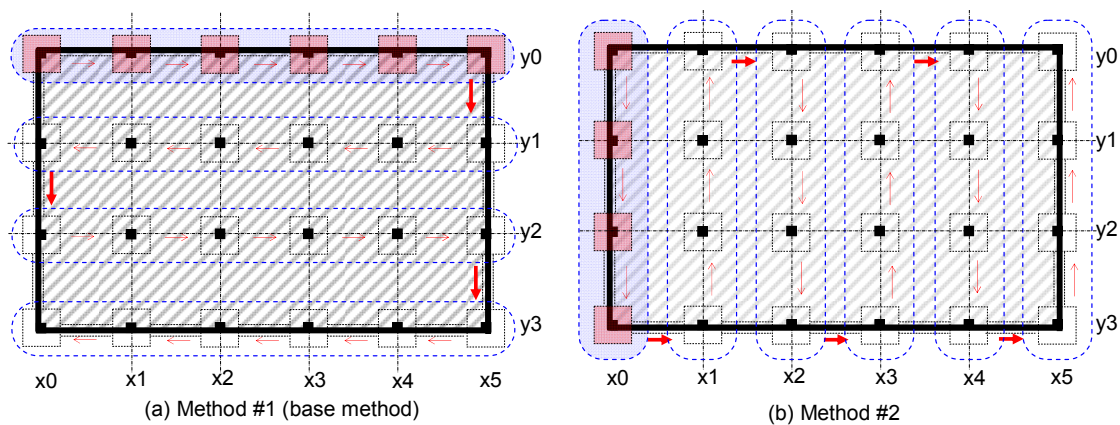 y0
y1
y2
y3
x0 x1 x2 x3 x4 x5
(a) Method #1 (base method)
y0
y1
y2
y3
x0 x1 x2 x3 x4 x5
(b) Method #2